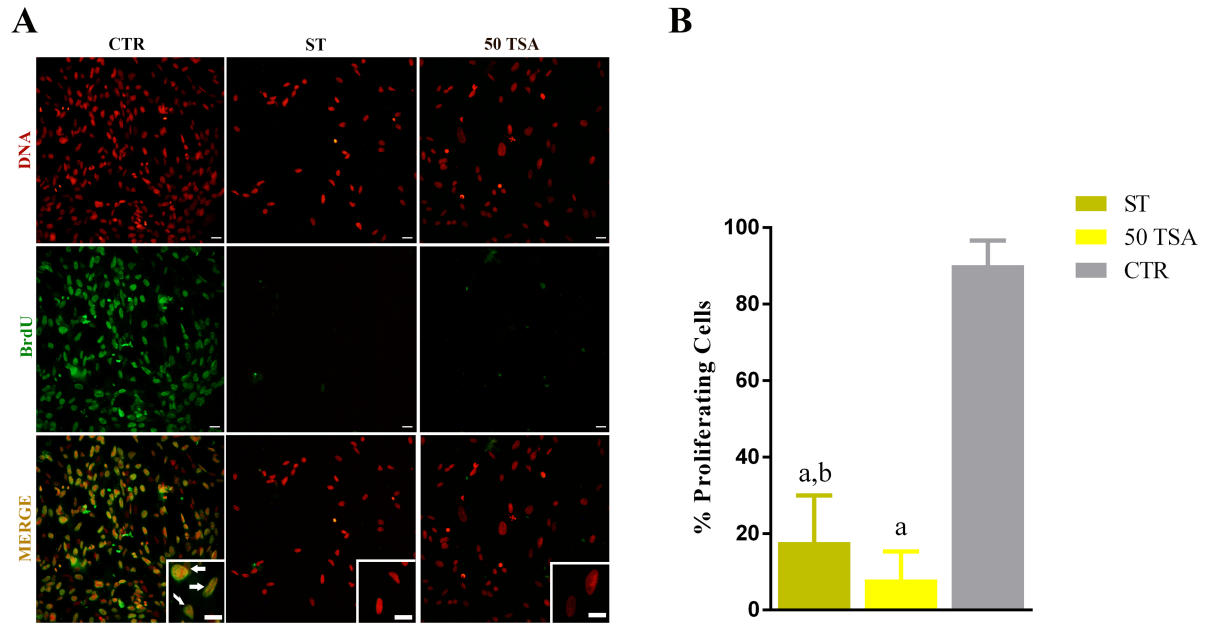 A
CTR
ST
50 TSA
DNA
BrdU
MERGE
B
% Proliferating Cells
100
80
60
40
20
0
a,b
a
ST
50 TSA
CTR